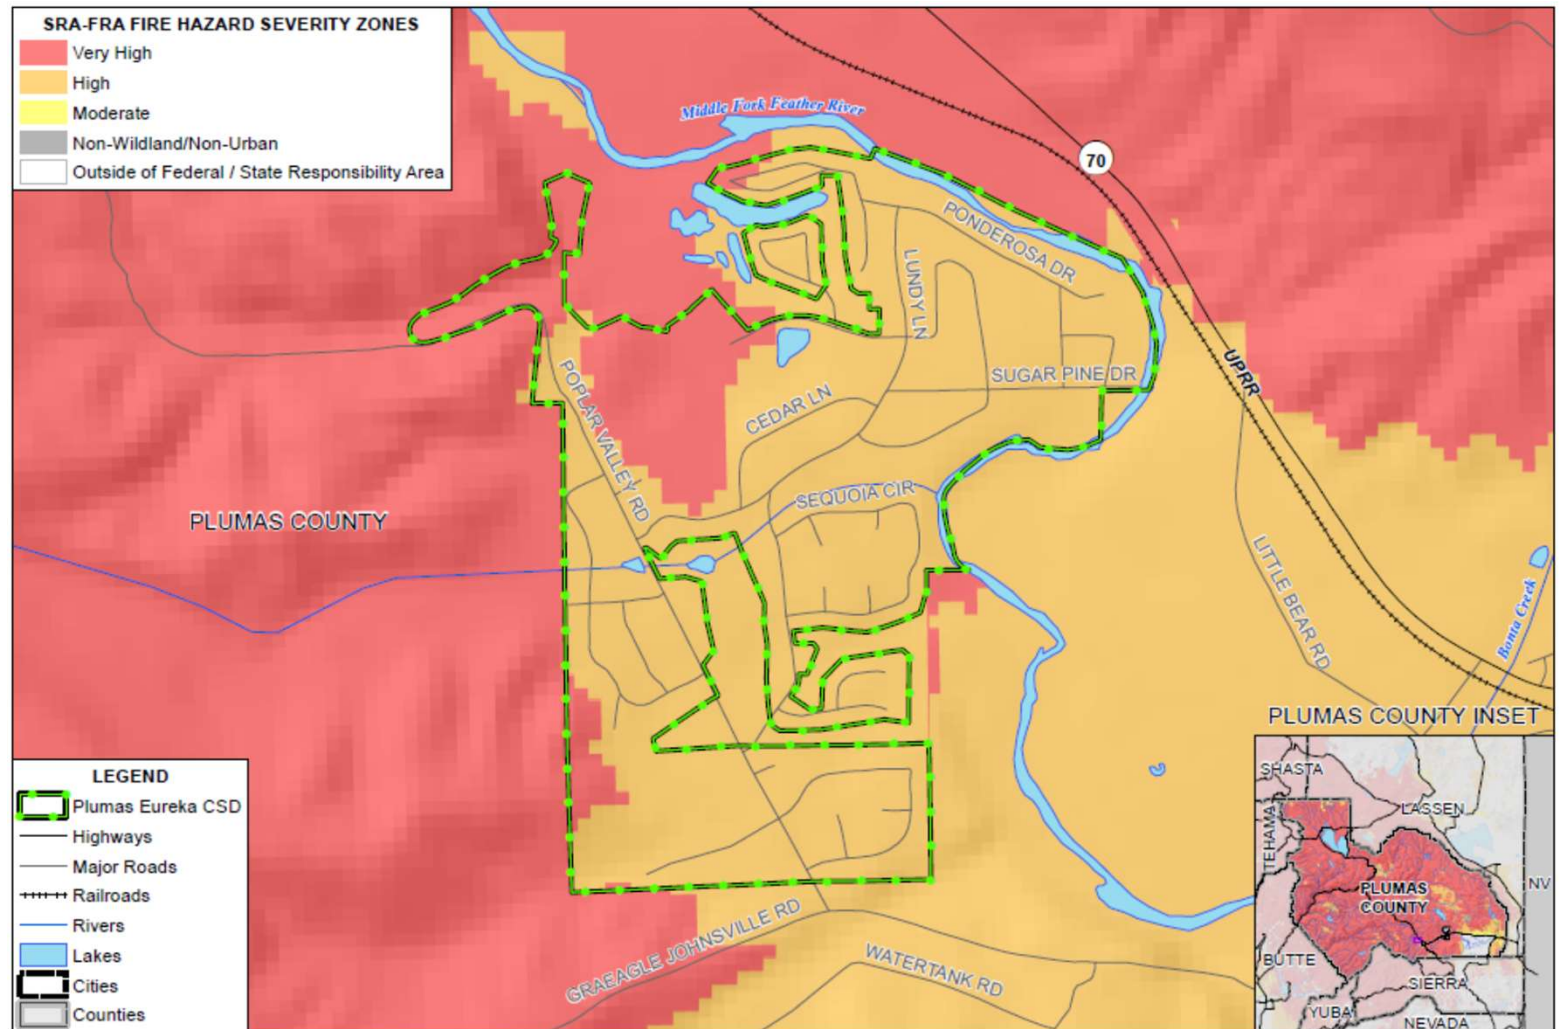 SRA-FRA FIRE HAZARD SEVERITY ZONES
Very High
High
Moderate
Non-Wildland/Non-Urban
Outside of Federal / State Responsibility Area
Middle Fork Feather River
70
PONDEROSA DR
LUNDY LN
UPRR
SUGAR PINE DR
POPLAR VALLEY RD
CEDAR LN
SEQUOIA CIR
PLUMAS COUNTY
LITTLE BEAR RD
Bonta Creek
GRAEAGLE JOHNSVILLE RD
WATERTANK RD
LEGEND
Plumas Eureka CSD
Highways
Major Roads
Railroads
Rivers
Lakes
Cities
Counties
PLUMAS COUNTY INSET
SHASTA
LASSEN
TEHAMA
PLUMAS
COUNTY
NV
BUTTE
SIERRA
YUBA
NEVADA